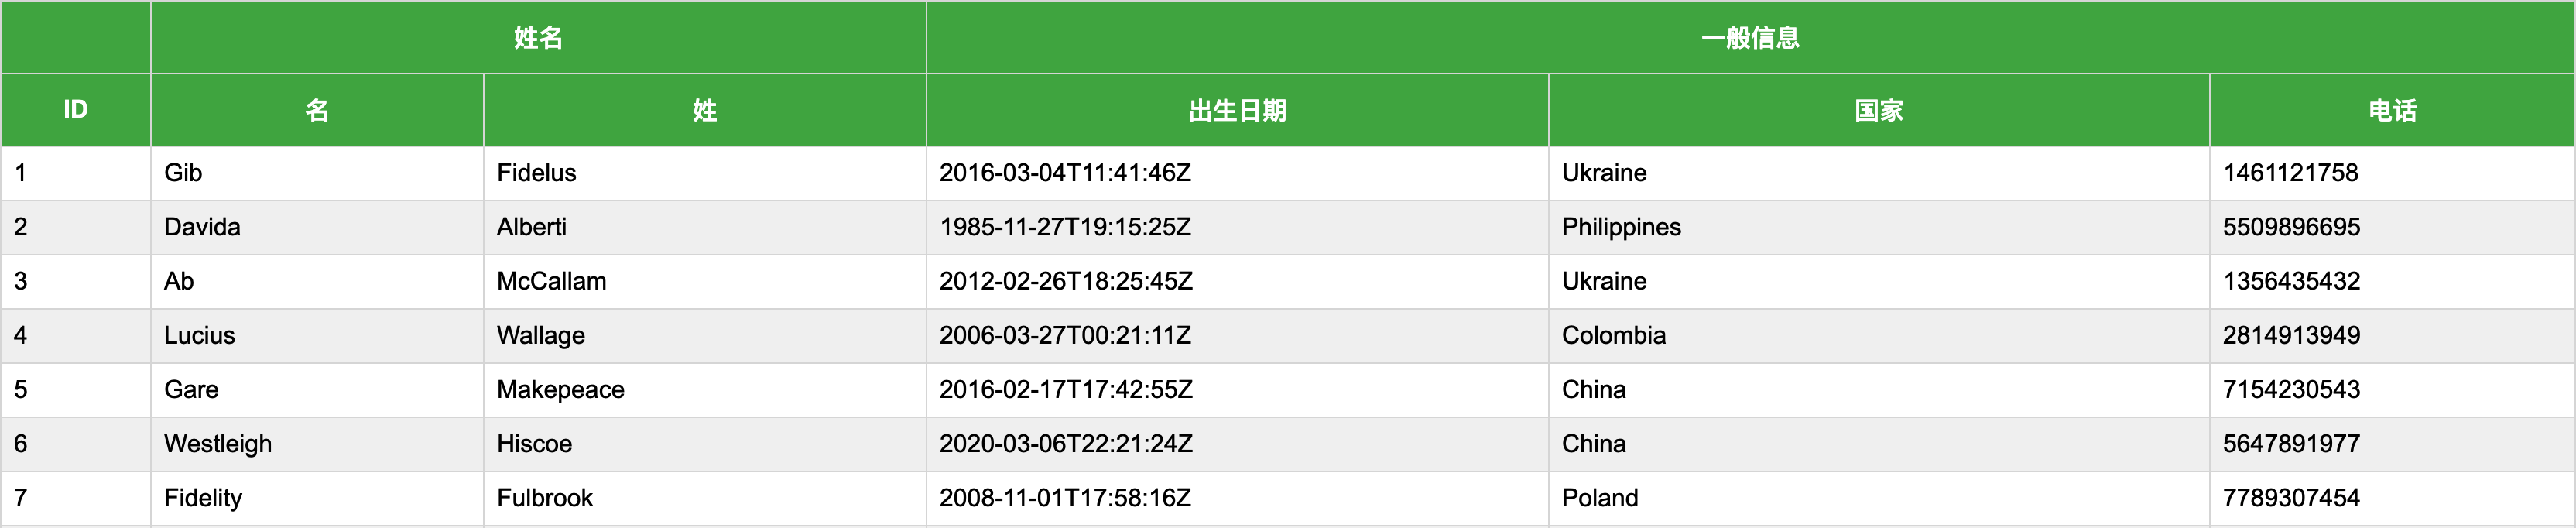 姓名 一般信息
ID 名 姓 出生日期 国家 电话
1 Gib Fidelus 2016-03-04T11:41:46Z Ukraine 1461121758
2 Davida Alberti 1985-11-27T19:15:25Z Philippines 5509896695
3 Ab McCallam 2012-02-26T18:25:45Z Ukraine 1356435432
4 Lucius Wallage 2006-03-27T00:21:11Z Colombia 2814913949
5 Gare Makepeace 2016-02-17T17:42:55Z China 7154230543
6 Westleigh Hiscoe 2020-03-06T22:21:24Z China 5647891977
7 Fidelity Fulbrook 2008-11-01T17:58:16Z Poland 7789307454